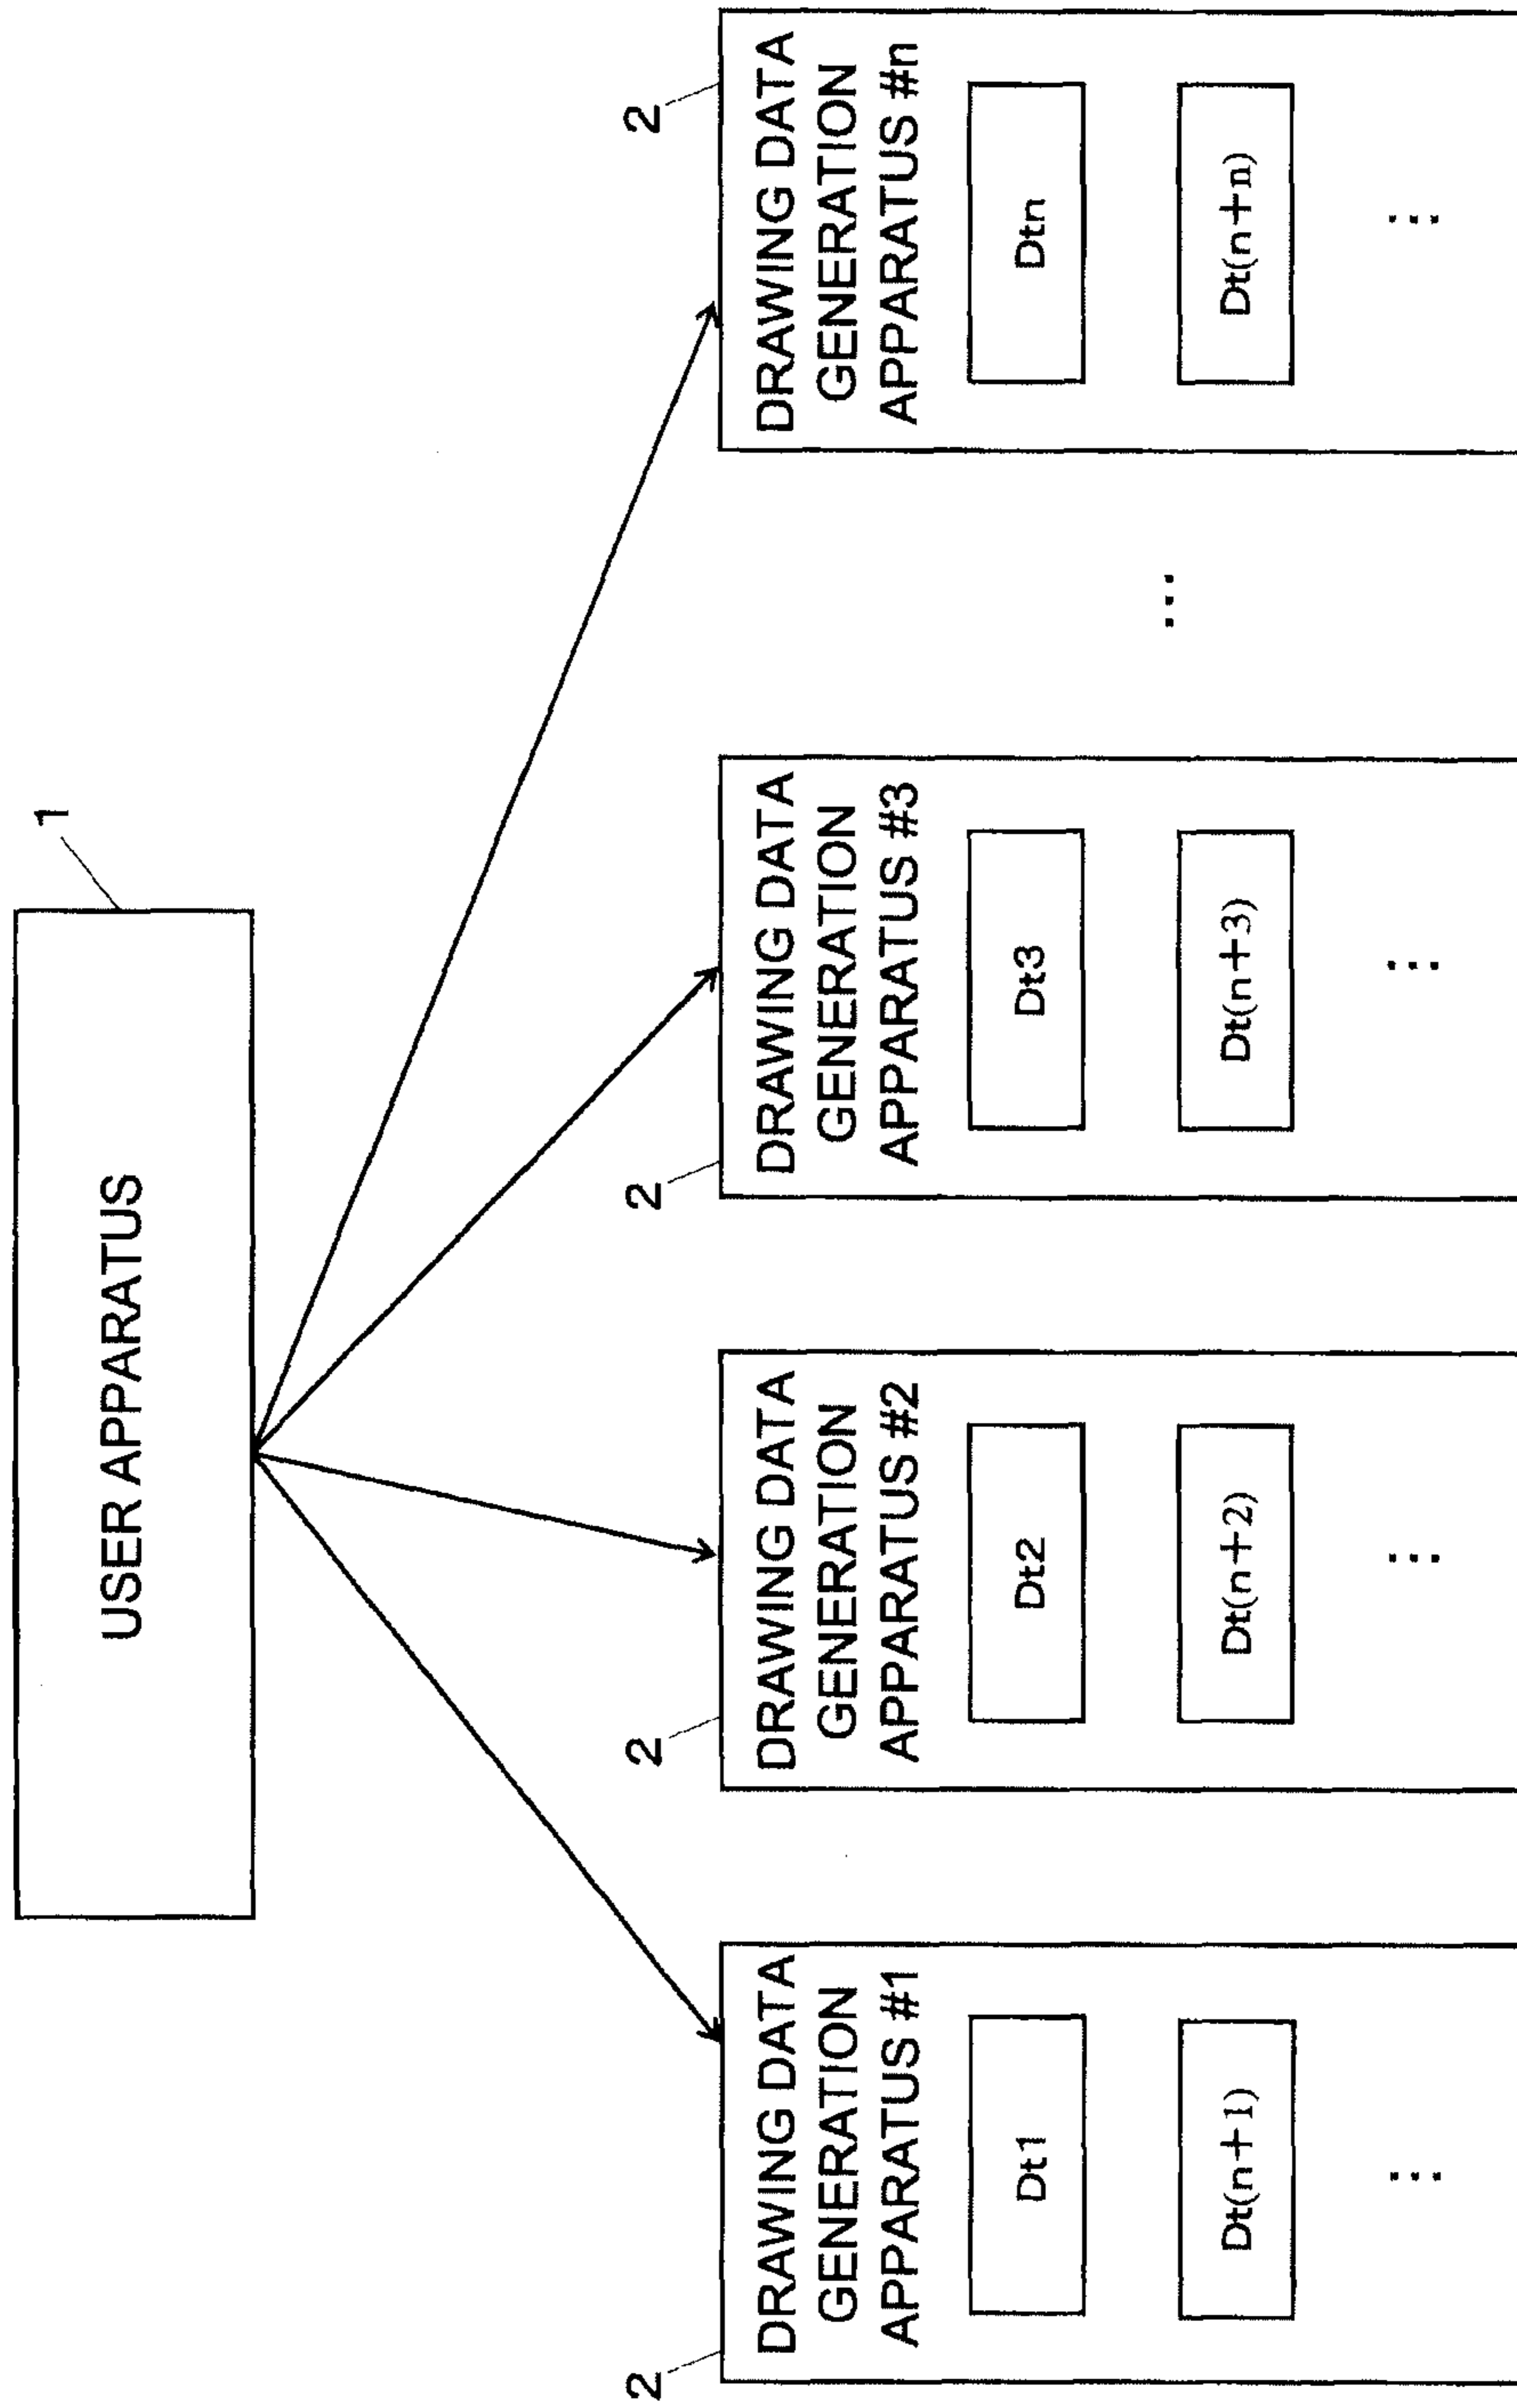 1
USER APPARATUS
2
DRAWING DATA
GENERATION
APPARATUS #1
Dt1
Dt(n+1)
...
2
DRAWING DATA
GENERATION
APPARATUS #2
Dt2
Dt(n+2)
...
2
DRAWING DATA
GENERATION
APPARATUS #3
Dt3
Dt(n+3)
...
...
2
DRAWING DATA
GENERATION
APPARATUS #n
Dtn
Dt(n+n)
...